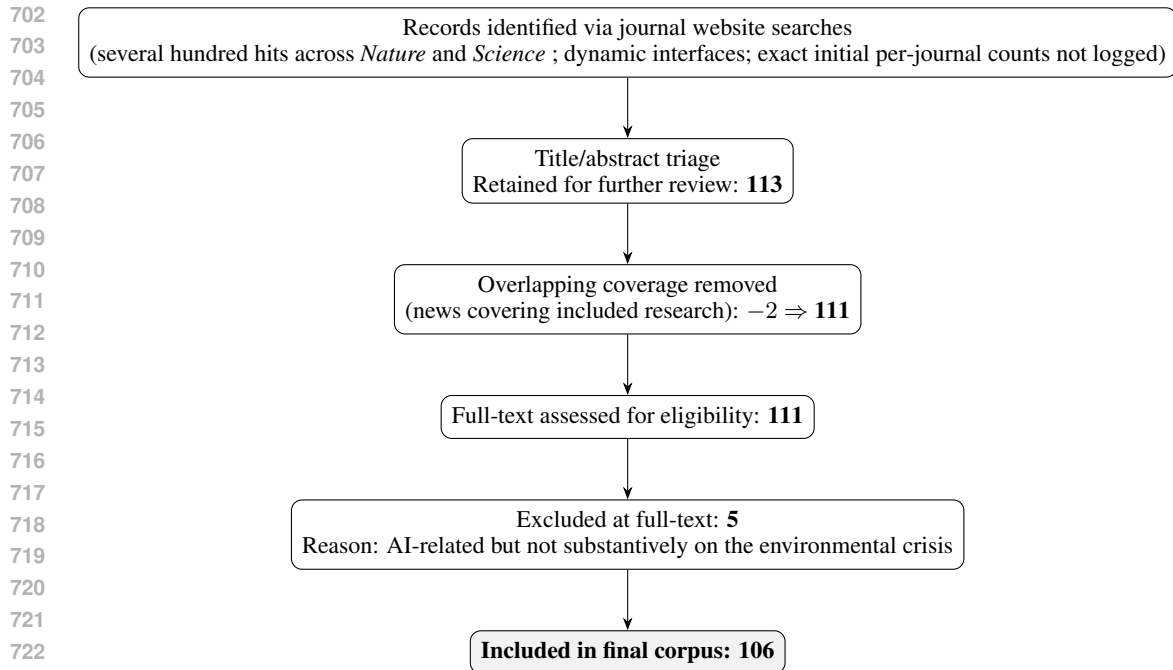 702
703
704
705
706
707
708
709
710
711
712
713
714
715
716
717
718
719
720
721
722
Records identified via journal website searches
(several hundred hits across Nature and Science ; dynamic interfaces; exact initial per-journal counts not logged)
Title/abstract triage
Retained for further review: 113
Overlapping coverage removed
(news covering included research): −2 ⇒ 111
Full-text assessed for eligibility: 111
Excluded at full-text: 5
Reason: AI-related but not substantively on the environmental crisis
Included in final corpus: 106